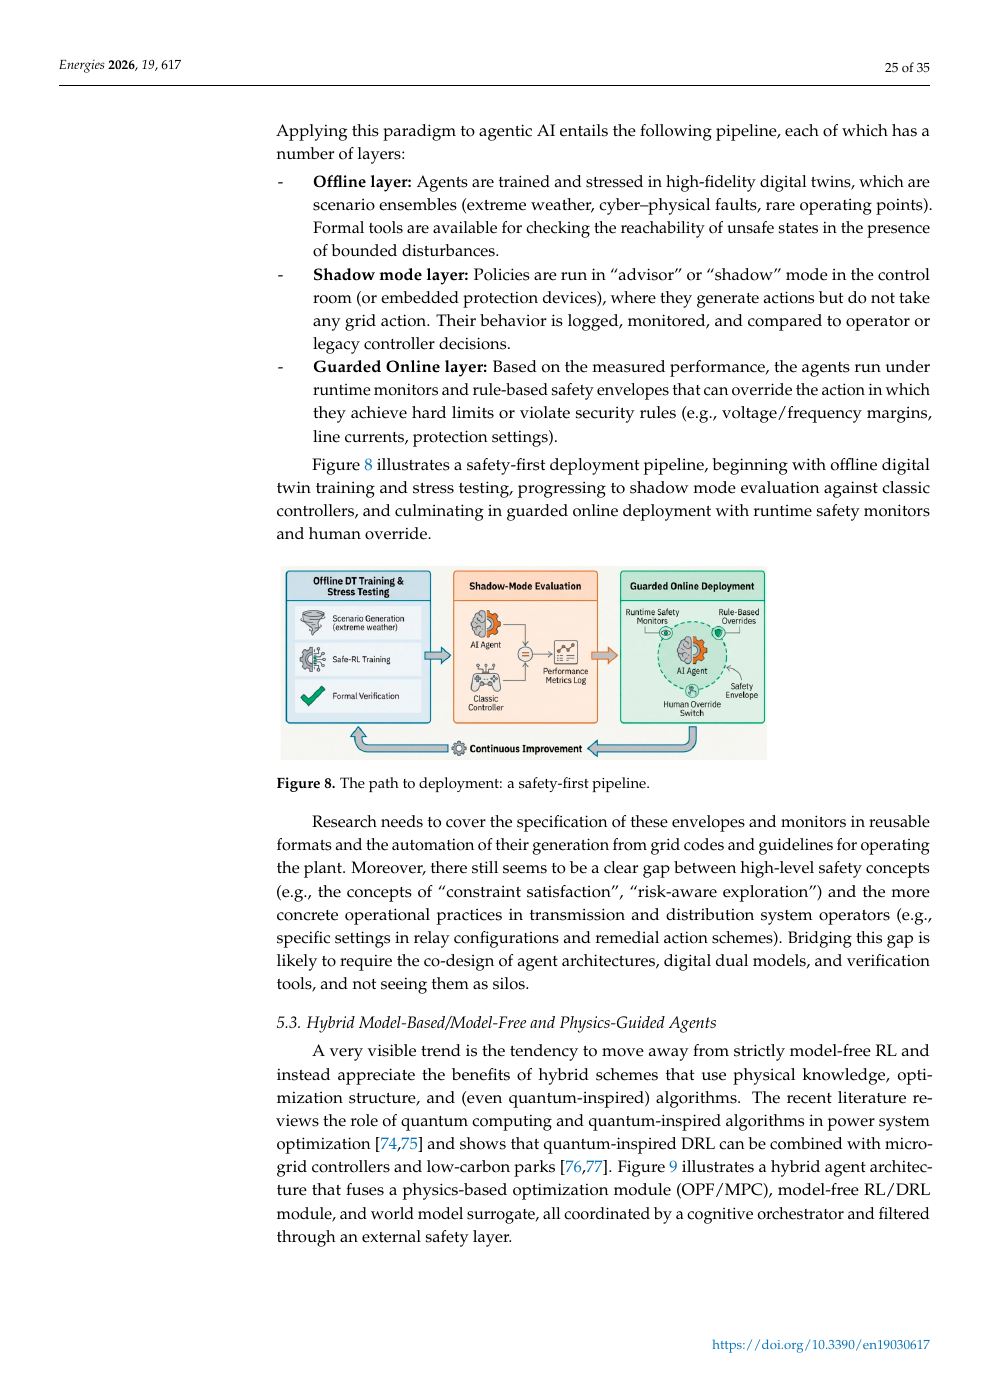 Energies 2026, 19, 617
25 of 35
Applying this paradigm to agentic AI entails the following pipeline, each of which has a
number of layers:
- Offline layer: Agents are trained and stressed in high-fidelity digital twins, which are
scenario ensembles (extreme weather, cyber–physical faults, rare operating points).
Formal tools are available for checking the reachability of unsafe states in the presence
of bounded disturbances.
- Shadow mode layer: Policies are run in “advisor” or “shadow” mode in the control
room (or embedded protection devices), where they generate actions but do not take
any grid action. Their behavior is logged, monitored, and compared to operator or
legacy controller decisions.
- Guarded Online layer: Based on the measured performance, the agents run under
runtime monitors and rule-based safety envelopes that can override the action in which
they achieve hard limits or violate security rules (e.g., voltage/frequency margins,
line currents, protection settings).
Figure 8 illustrates a safety-first deployment pipeline, beginning with offline digital
twin training and stress testing, progressing to shadow mode evaluation against classic
controllers, and culminating in guarded online deployment with runtime safety monitors
and human override.
Offline DT Training &
Stress Testing
Scenario Generation
(extreme weather)
Safe-RL Training
Formal Verification
Shadow-Mode Evaluation
AI Agent
Classic
Controller
Performance
Metrics Log
Guarded Online Deployment
Runtime Safety
Monitors
Rule-Based
Overrides
AI Agent
Safety
Envelope
Human Override
Switch
Continuous Improvement
Figure 8. The path to deployment: a safety-first pipeline.
Research needs to cover the specification of these envelopes and monitors in reusable
formats and the automation of their generation from grid codes and guidelines for operating
the plant. Moreover, there still seems to be a clear gap between high-level safety concepts
(e.g., the concepts of “constraint satisfaction”, “risk-aware exploration”) and the more
concrete operational practices in transmission and distribution system operators (e.g.,
specific settings in relay configurations and remedial action schemes). Bridging this gap is
likely to require the co-design of agent architectures, digital dual models, and verification
tools, and not seeing them as silos.
5.3. Hybrid Model-Based/Model-Free and Physics-Guided Agents
A very visible trend is the tendency to move away from strictly model-free RL and
instead appreciate the benefits of hybrid schemes that use physical knowledge, opti-
mization structure, and (even quantum-inspired) algorithms. The recent literature re-
views the role of quantum computing and quantum-inspired algorithms in power system
optimization [74,75] and shows that quantum-inspired DRL can be combined with micro-
grid controllers and low-carbon parks [76,77]. Figure 9 illustrates a hybrid agent architec-
ture that fuses a physics-based optimization module (OPF/MPC), model-free RL/DRL
module, and world model surrogate, all coordinated by a cognitive orchestrator and filtered
through an external safety layer.
https://doi.org/10.3390/en19030617